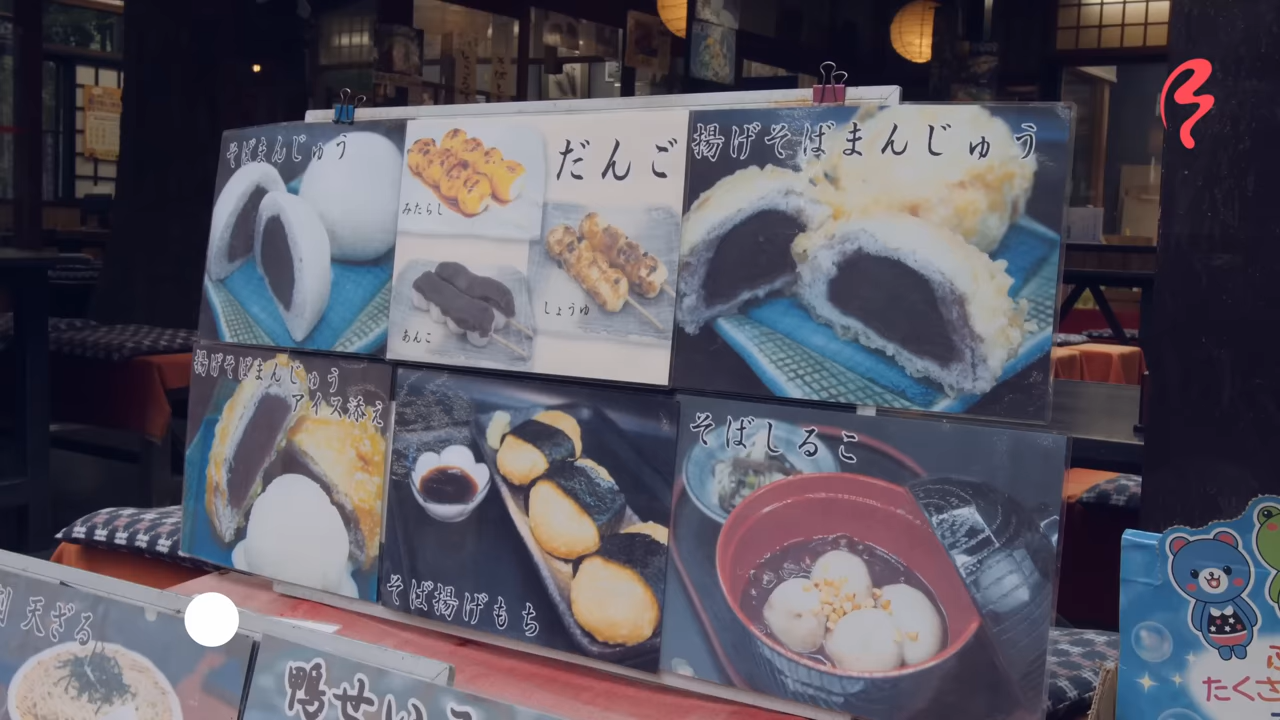 そばまんじゅう
だんご
みたらし
しょうゆ
あんこ
揚げそばまんじゅう
揚げそばまんじゅう
アイス添え
そば揚げもち
そばしるこ
天ざる
鴨せいろ
たくさ